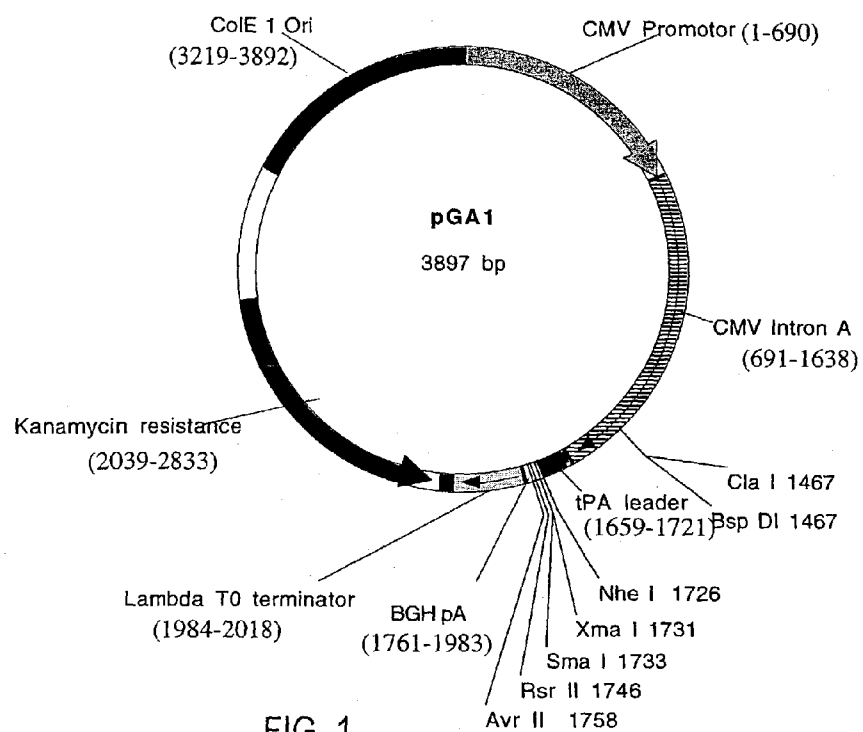 ColE 1 Ori
(3219-3892)
CMV Promotor (1-690)
pGA1
3897 bp
CMV Intron A
(691-1638)
Kanamycin resistance
(2039-2833)
Cla I 1467
Bsp DI 1467
tPA leader
(1659-1721)
Lambda T0 terminator
(1984-2018)
BGH pA
(1761-1983)
Nhe I 1726
Xma I 1731
Sma I 1733
Rsr II 1746
Avr II 1758
FIG. 1